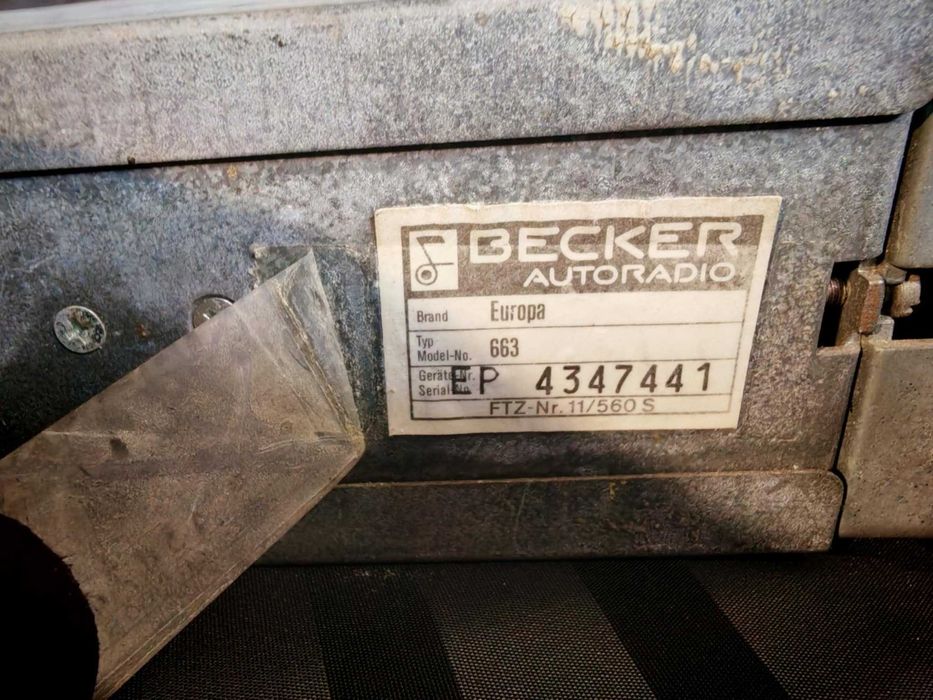 BECKER
AUTORADIO
Brand Europa
Typ
Model-No. 663
Geräte-Nr.
Serial-No. EP 4347441
FTZ-Nr. 11/560 S